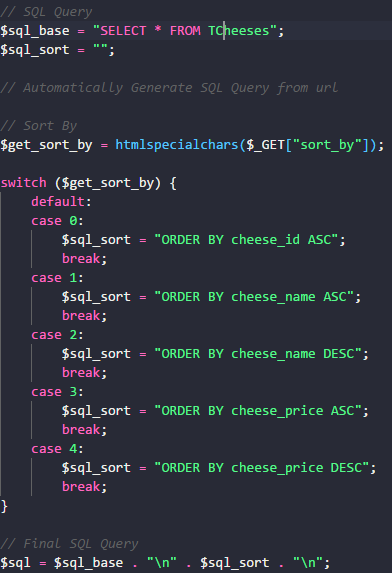 // SQL Query
$sql_base = "SELECT * FROM TCheeses";
$sql_sort = "";
// Automatically Generate SQL Query from url
// Sort By
$get_sort_by = htmlspecialchars($_GET["sort_by"]);
switch ($get_sort_by) {
    default:
    case 0:
        $sql_sort = "ORDER BY cheese_id ASC";
        break;
    case 1:
        $sql_sort = "ORDER BY cheese_name ASC";
        break;
    case 2:
        $sql_sort = "ORDER BY cheese_name DESC";
        break;
    case 3:
        $sql_sort = "ORDER BY cheese_price ASC";
        break;
    case 4:
        $sql_sort = "ORDER BY cheese_price DESC";
        break;
}
// Final SQL Query
$sql = $sql_base . "\n" . $sql_sort . "\n";